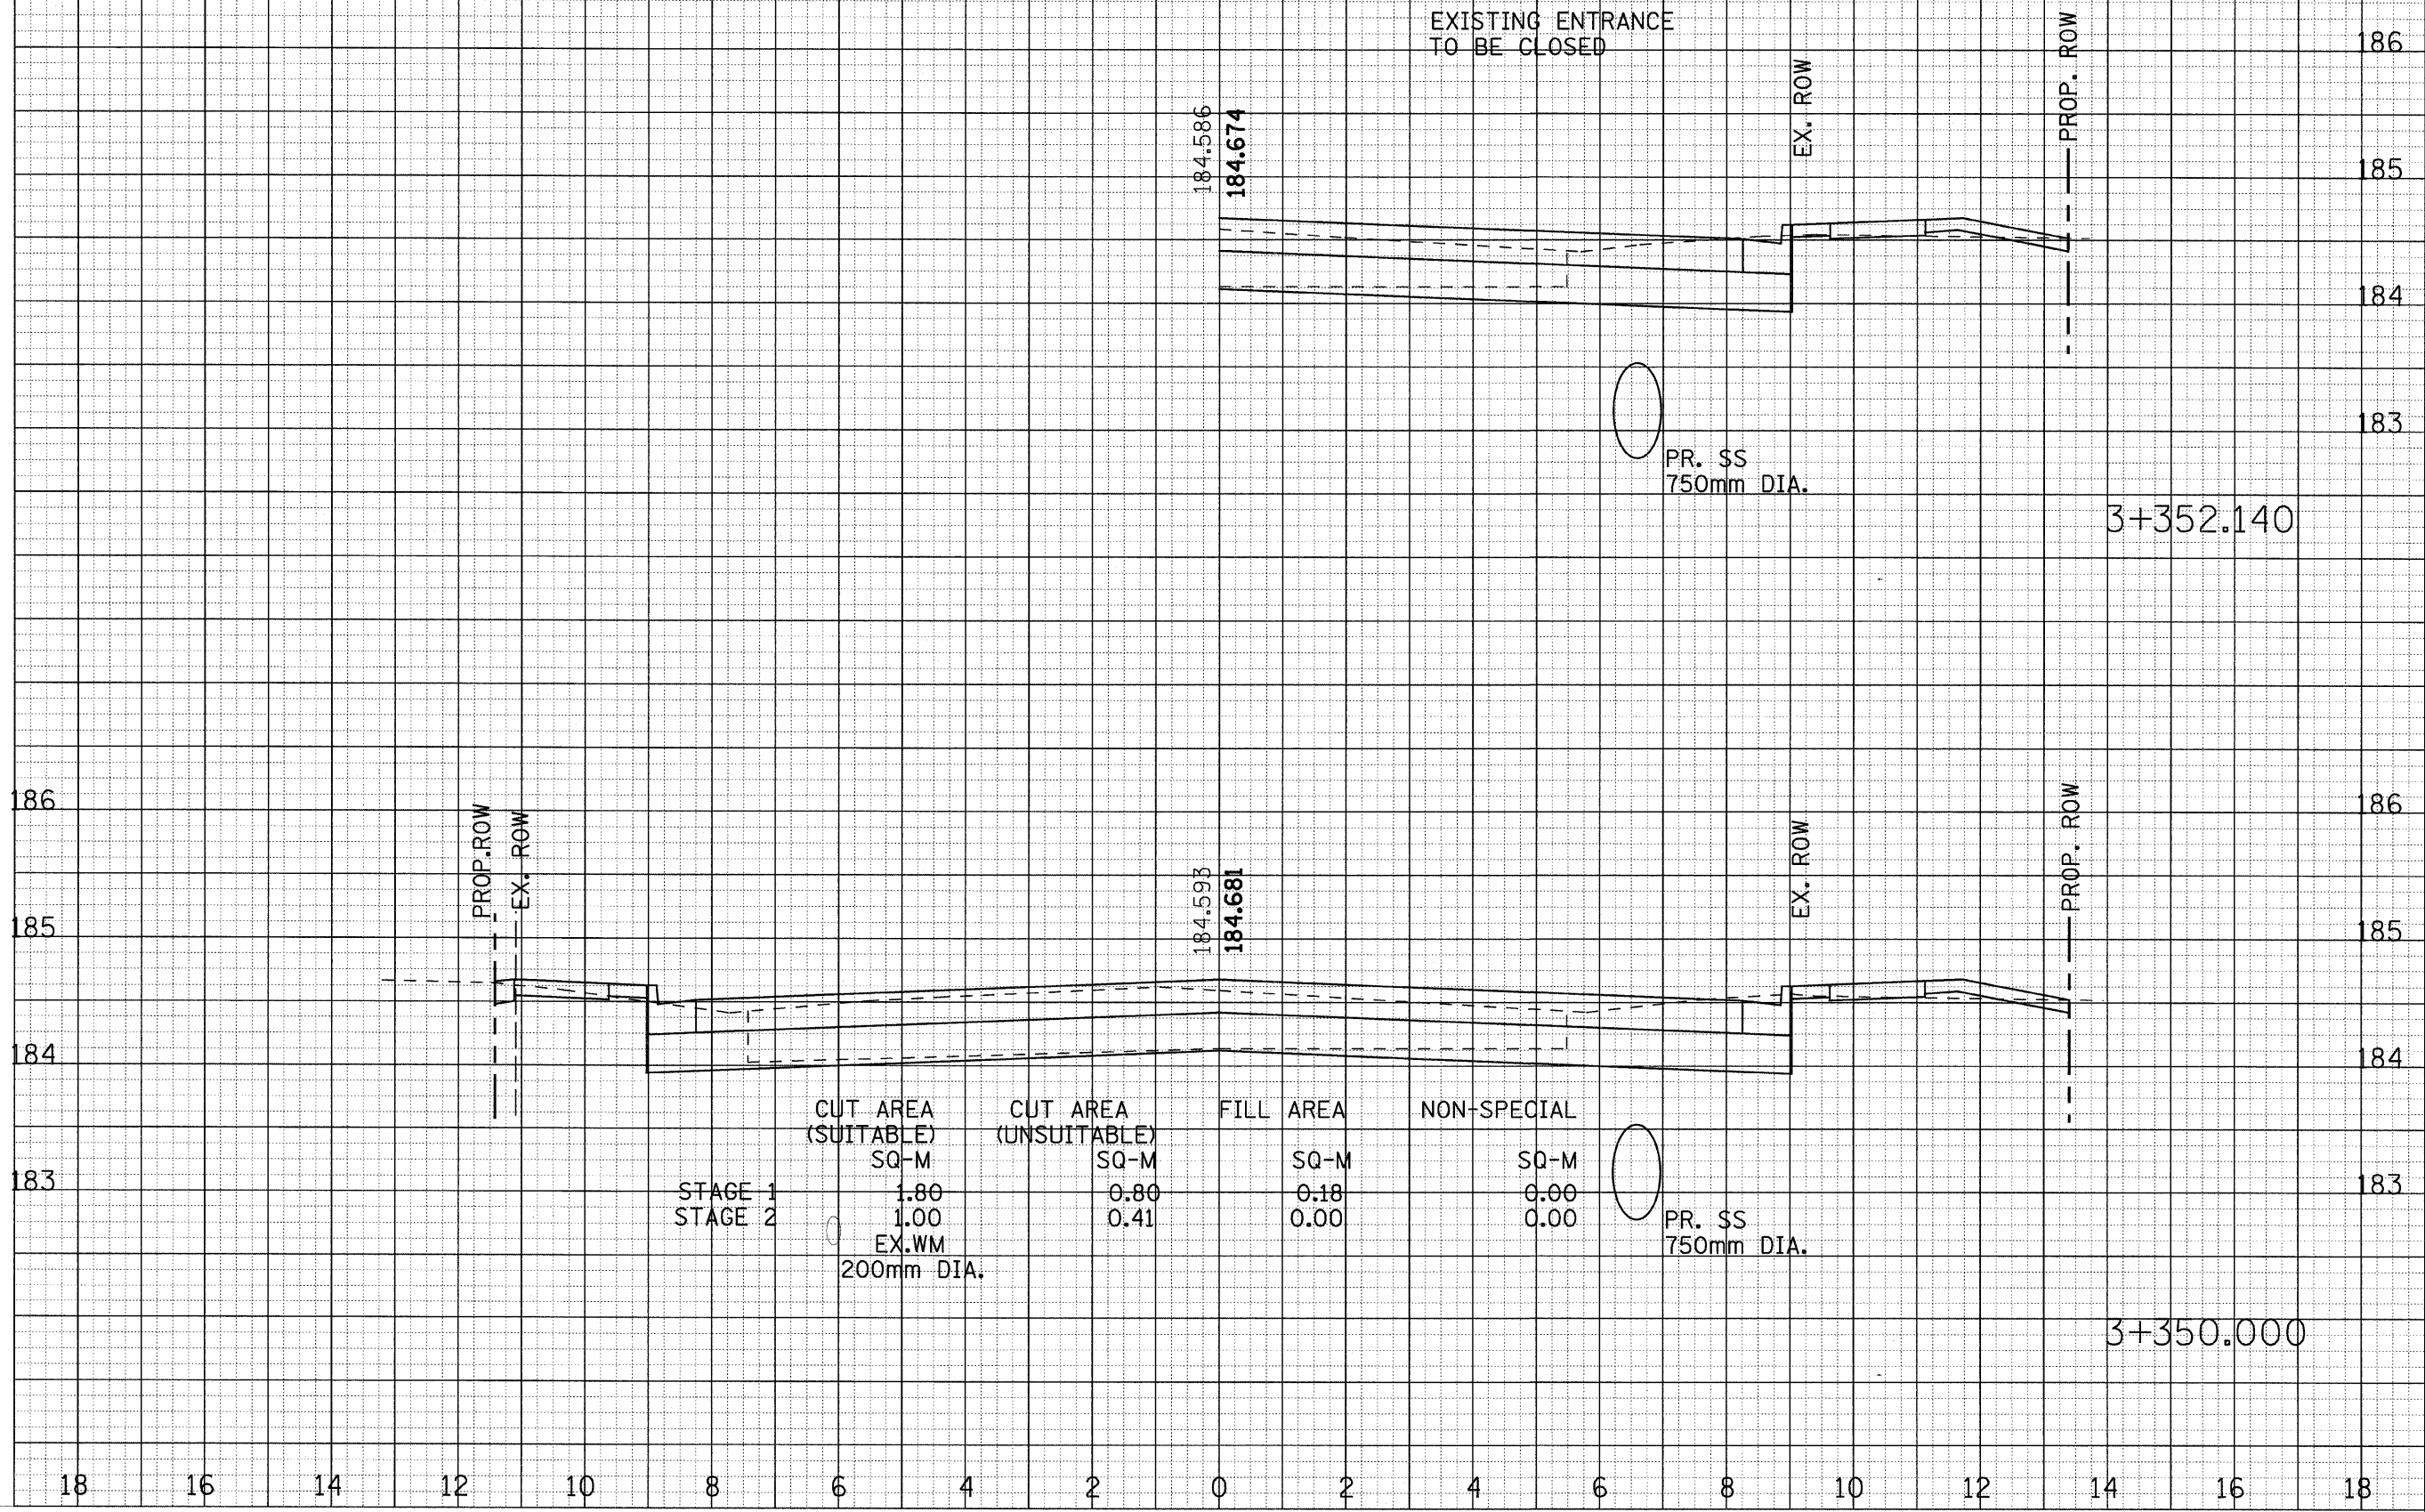 EXISTING ENTRANCE
TO BE CLOSED
186
EX. ROW
PROP. ROW
184.586
184.674
185
184
183
PR. SS
750mm DIA.
3+352.140
186
186
PROP.ROW
EX. ROW
184.593
184.681
EX. ROW
PROP. ROW
185
185
184
184
CUT AREA CUT AREA FILL AREA NON-SPECIAL
(SUITABLE) (UNSUITABLE)
SQ-M SQ-M SQ-M SQ-M
183
183
STAGE 1 1.80 0.80 0.18 0.00
STAGE 2 1.00 0.41 0.00 0.00
EX.WM
200mm DIA.
PR. SS
750mm DIA.
3+350.000
18 16 14 12 10 8 6 4 2 0 2 4 6 8 10 12 14 16 18